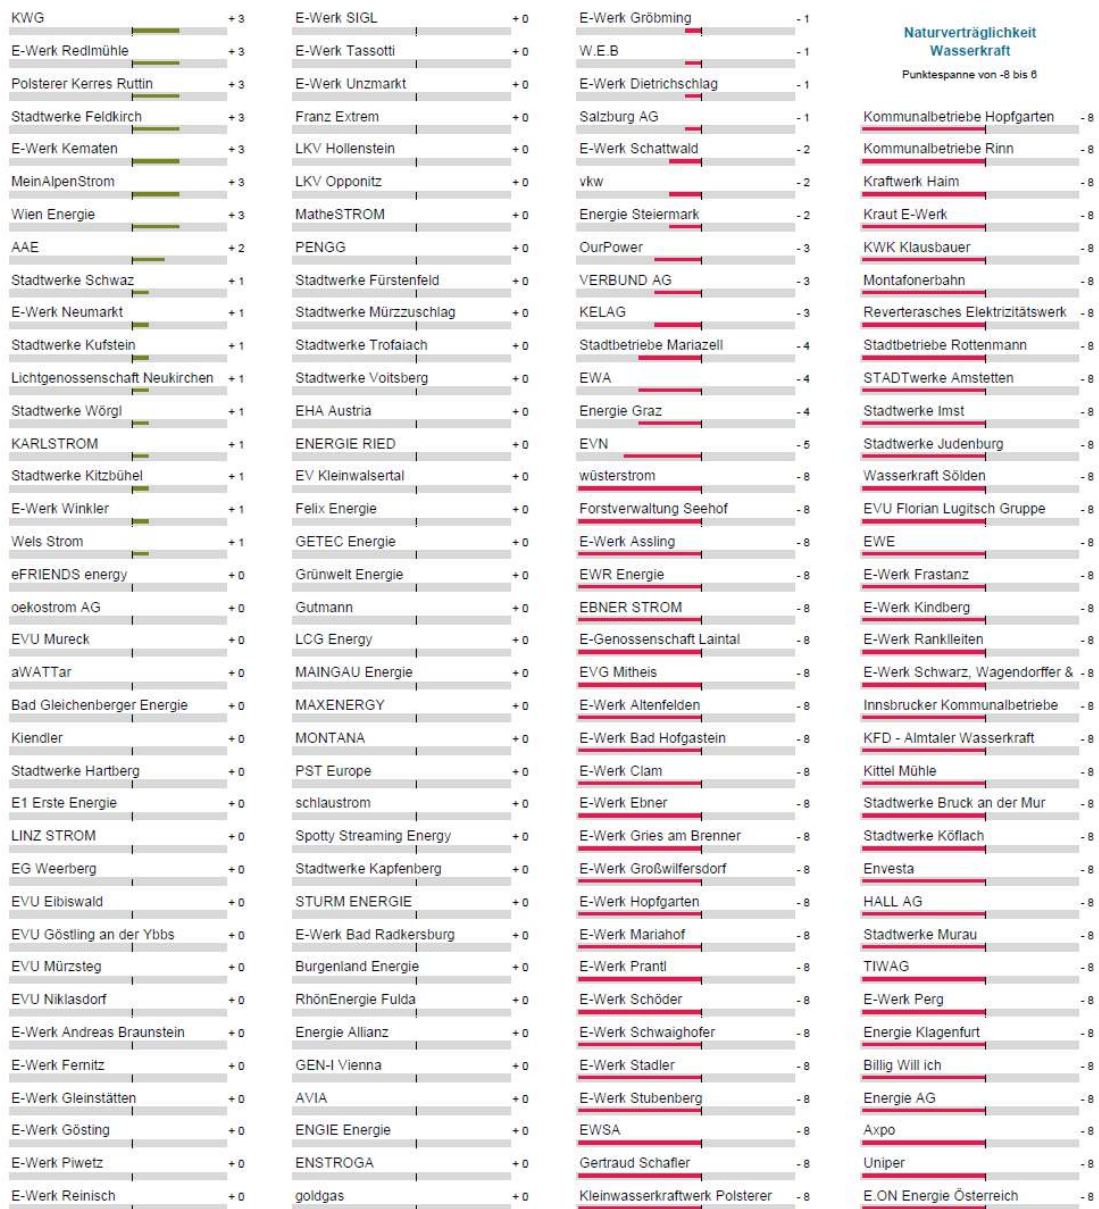 KWG + 3
E-Werk Redlmühle + 3
Polsterer Kerres Ruttin + 3
Stadtwerke Feldkirch + 3
E-Werk Kematen + 3
MeinAlpenStrom + 3
Wien Energie + 3
AAE + 2
Stadtwerke Schwaz + 1
E-Werk Neumarkt + 1
Stadtwerke Kufstein + 1
Lichtgenossenschaft Neukirchen + 1
Stadtwerke Wörgl + 1
KARLSTROM + 1
Stadtwerke Kitzbühel + 1
E-Werk Winkler + 1
Wels Strom + 1
eFRIENDS energy + 0
oekostrom AG + 0
EVU Mureck + 0
aWATTar + 0
Bad Gleichenberger Energie + 0
Kiendler + 0
Stadtwerke Hartberg + 0
E1 Erste Energie + 0
LINZ STROM + 0
EG Weerberg + 0
EVU Eibiswald + 0
EVU Göstling an der Ybbs + 0
EVU Mürzsteg + 0
EVU Niklasdorf + 0
E-Werk Andreas Braunstein + 0
E-Werk Fernitz + 0
E-Werk Gleinstätten + 0
E-Werk Gösting + 0
E-Werk Piwetz + 0
E-Werk Reinisch + 0
E-Werk SIGL + 0
E-Werk Tassotti + 0
E-Werk Unzmarkt + 0
Franz Extrem + 0
LKV Hollenstein + 0
LKV Opponitz + 0
MatheSTROM + 0
PENGG + 0
Stadtwerke Fürstenfeld + 0
Stadtwerke Mürzzuschlag + 0
Stadtwerke Trofaiach + 0
Stadtwerke Voitsberg + 0
EHA Austria + 0
ENERGIE RIED + 0
EV Kleinwalsertal + 0
Felix Energie + 0
GETEC Energie + 0
Grünwelt Energie + 0
Gutmann + 0
LCG Energy + 0
MAINGAU Energie + 0
MAXENERGY + 0
MONTANA + 0
PST Europe + 0
schlaustrom + 0
Spotty Streaming Energy + 0
Stadtwerke Kapfenberg + 0
STURM ENERGIE + 0
E-Werk Bad Radkersburg + 0
Burgenland Energie + 0
RhönEnergie Fulda + 0
Energie Allianz + 0
GEN-I Vienna + 0
AVIA + 0
ENGIE Energie + 0
ENSTROGA + 0
goldgas + 0
E-Werk Gröbming - 1
W.E.B - 1
E-Werk Dietrichschlag - 1
Salzburg AG - 1
E-Werk Schattwald - 2
vkw - 2
Energie Steiermark - 2
OurPower - 3
VERBUND AG - 3
KELAG - 3
Stadtbetriebe Mariazell - 4
EWA - 4
Energie Graz - 4
EVN - 5
wüsterstrom - 8
Forstverwaltung Seehof - 8
E-Werk Assling - 8
EWR Energie - 8
EBNER STROM - 8
E-Genossenschaft Laintal - 8
EVG Mitheis - 8
E-Werk Altenfelden - 8
E-Werk Bad Hofgastein - 8
E-Werk Clam - 8
E-Werk Ebner - 8
E-Werk Gries am Brenner - 8
E-Werk Großwilfersdorf - 8
E-Werk Hopfgarten - 8
E-Werk Mariahof - 8
E-Werk Prantl - 8
E-Werk Schöder - 8
E-Werk Schwaighofer - 8
E-Werk Stadler - 8
E-Werk Stubenberg - 8
EWSA - 8
Gertraud Schafler - 8
Kleinwasserkraftwerk Polsterer - 8
Naturverträglichkeit
Wasserkraft
Punktespanne von -8 bis 6
Kommunalbetriebe Hopfgarten - 8
Kommunalbetriebe Rinn - 8
Kraftwerk Haim - 8
Kraut E-Werk - 8
KWK Klausbauer - 8
Montafonerbahn - 8
Reverterasches Elektrizitätswerk - 8
Stadtbetriebe Rottenmann - 8
STADTwerke Amstetten - 8
Stadtwerke Imst - 8
Stadtwerke Judenburg - 8
Wasserkraft Sölden - 8
EVU Florian Lugitsch Gruppe - 8
EWE - 8
E-Werk Frastanz - 8
E-Werk Kindberg - 8
E-Werk Ranklleiten - 8
E-Werk Schwarz, Wagendorffer & - 8
Innsbrucker Kommunalbetriebe - 8
KFD - Almtaler Wasserkraft - 8
Kittel Mühle - 8
Stadtwerke Bruck an der Mur - 8
Stadtwerke Köflach - 8
Envesta - 8
HALL AG - 8
Stadtwerke Murau - 8
TIWAG - 8
E-Werk Perg - 8
Energie Klagenfurt - 8
Billig Will ich - 8
Energie AG - 8
Axpo - 8
Uniper - 8
E.ON Energie Österreich - 8